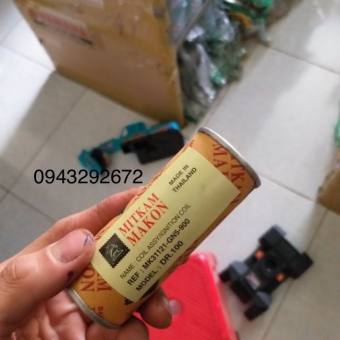 0943292672
MITKAM
MAKON
MADE IN
THAILAND
NAME : COIL ASSY/IGNITION COIL
REF : MK31121-GN5-900
MODEL : DR.100